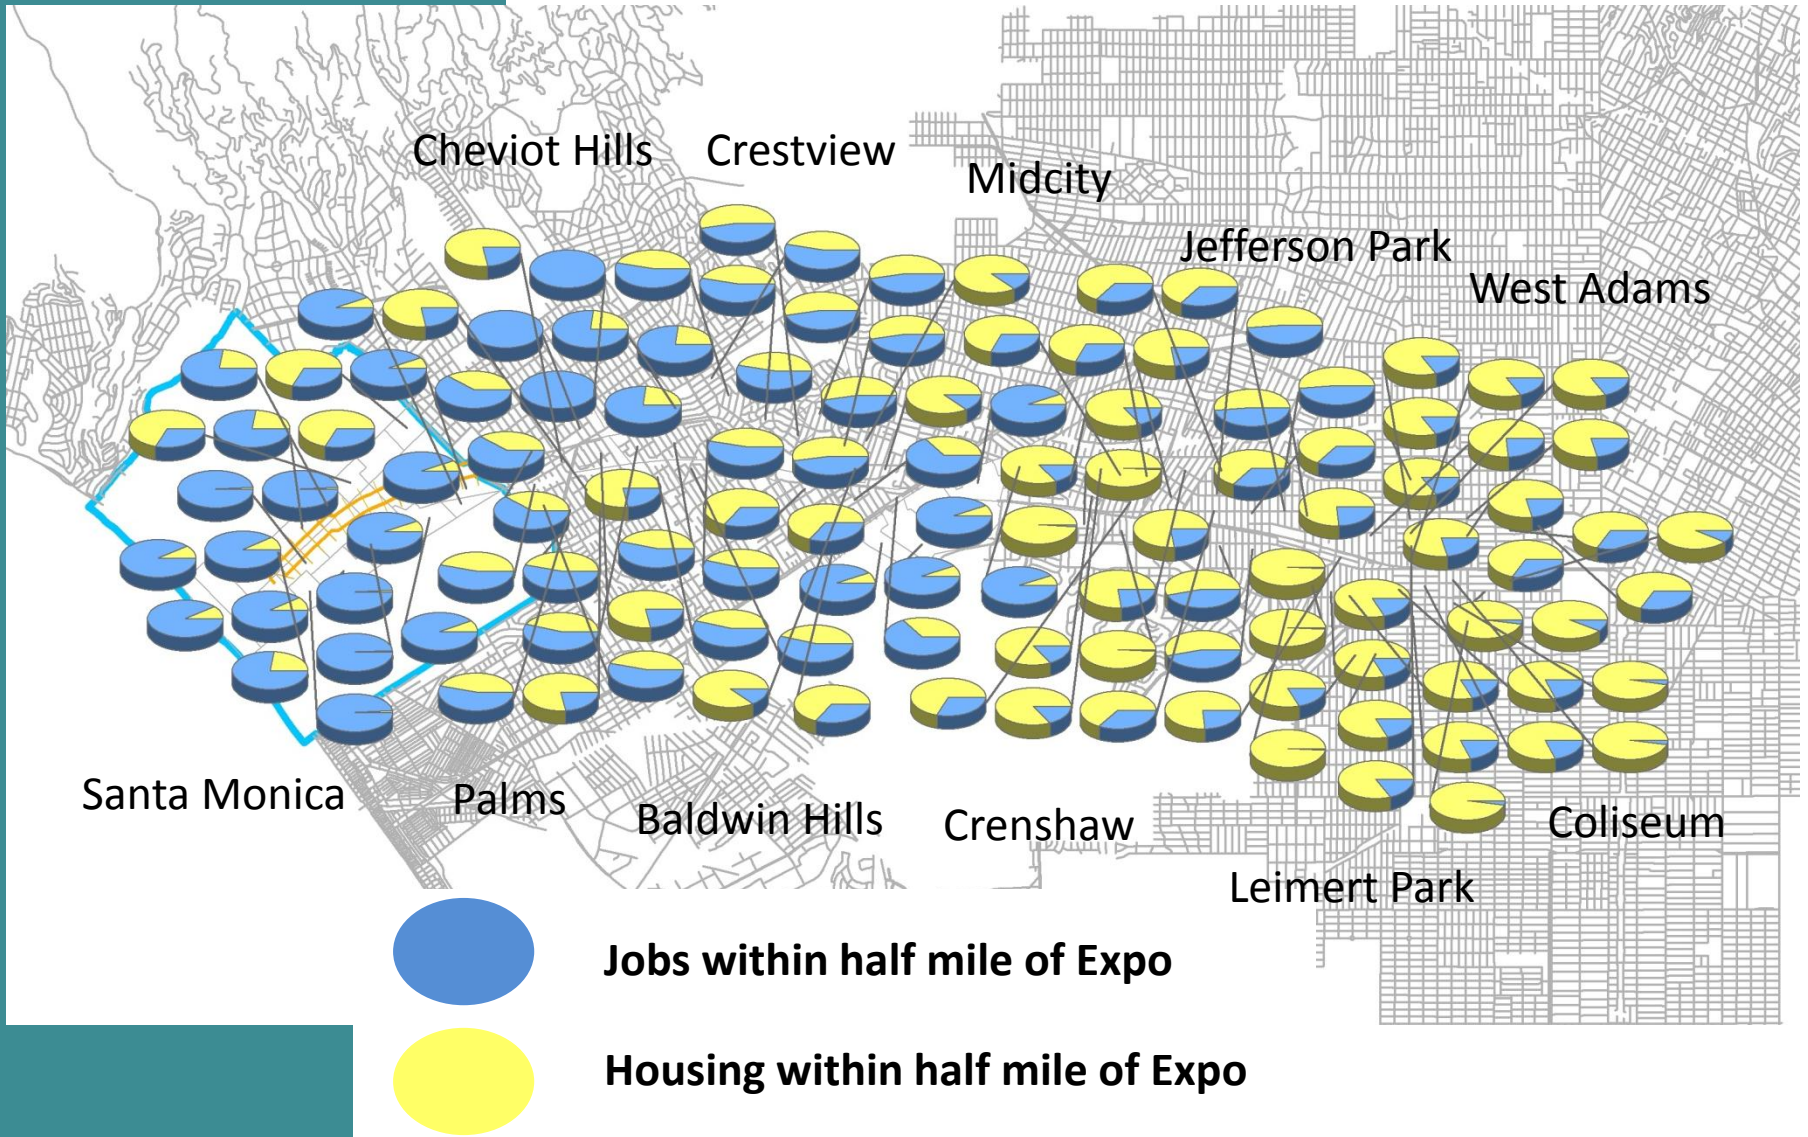 Cheviot Hills
Crestview
Midcity
Jefferson Park
West Adams
Santa Monica
Palms
Baldwin Hills
Crenshaw
Coliseum
Leimert Park
Jobs within half mile of Expo
Housing within half mile of Expo